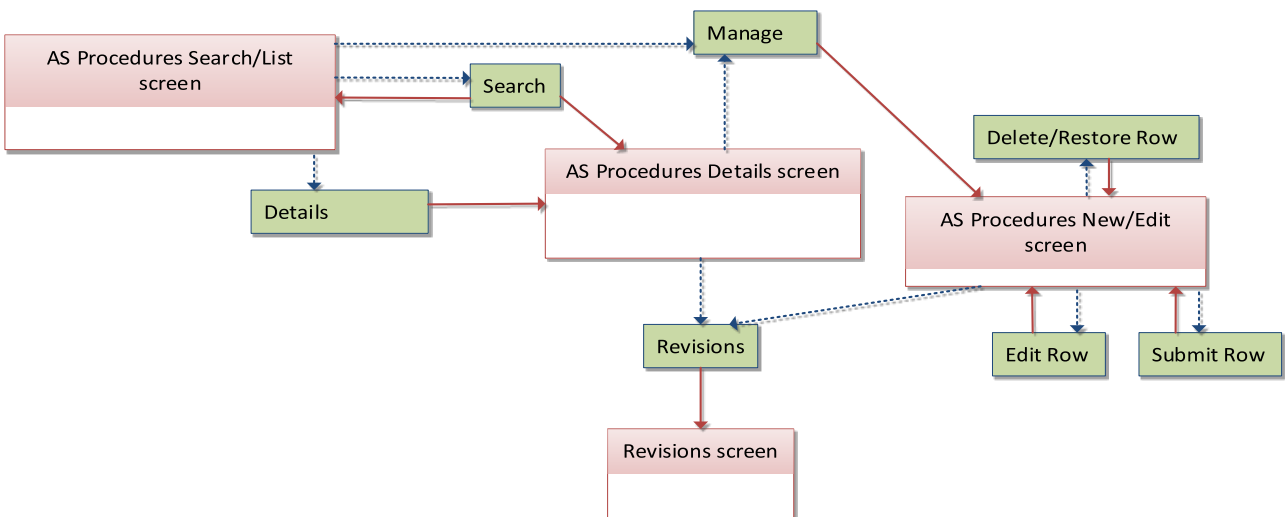 Manage
AS Procedures Search/List
screen
Search
Delete/Restore Row
AS Procedures Details screen
Details
AS Procedures New/Edit
screen
Revisions
Edit Row
Submit Row
Revisions screen